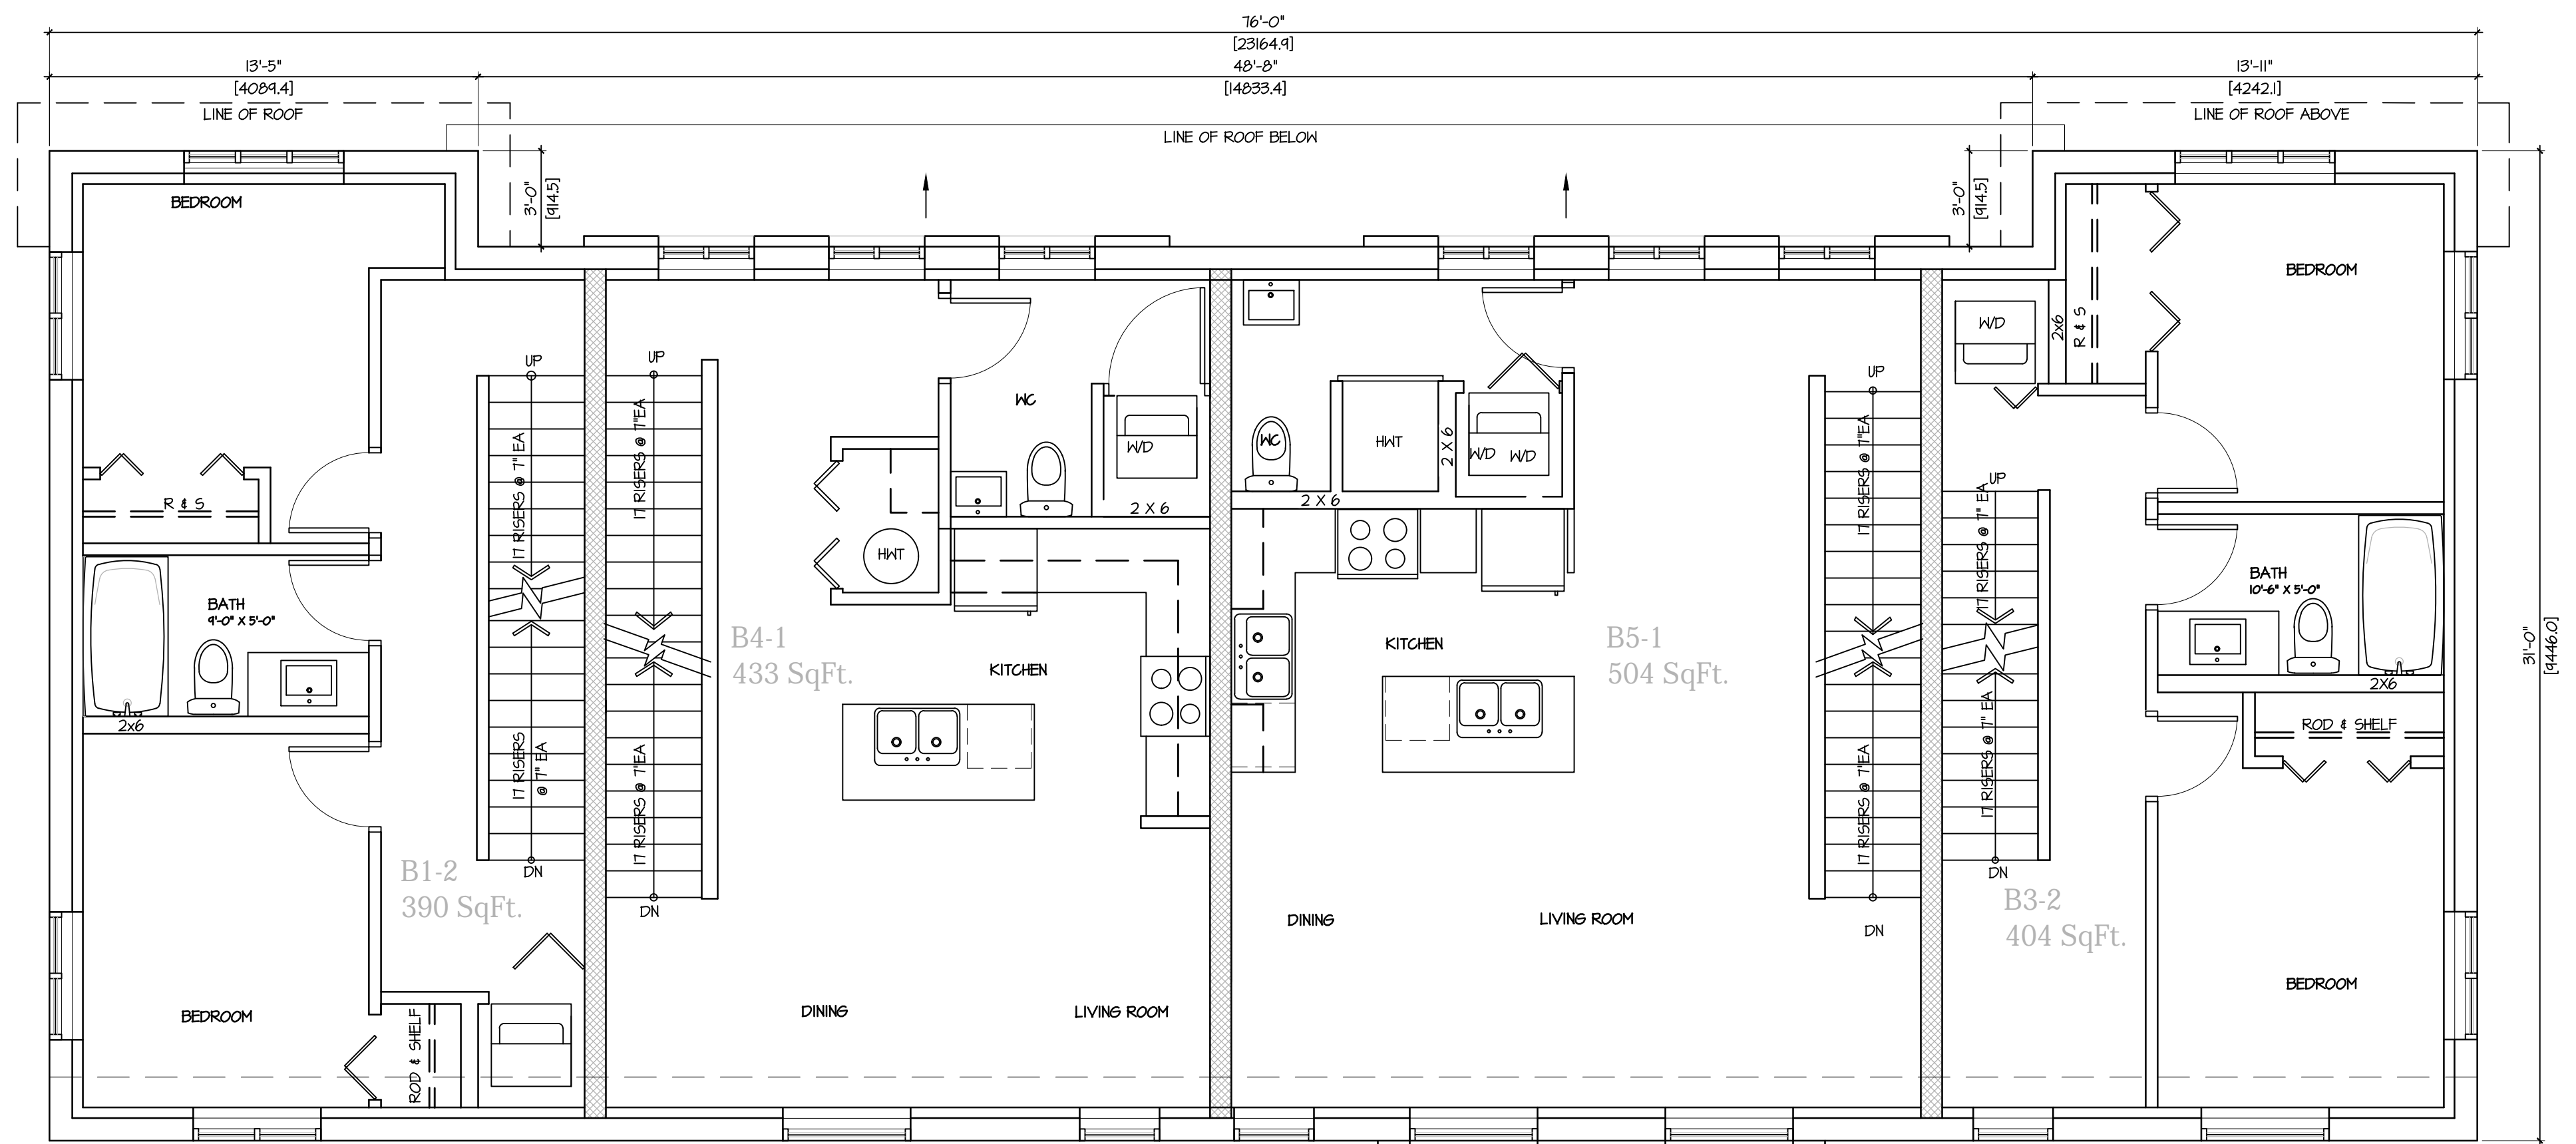 76'-0"
[23164.9]
13'-5"
[4089.4]
48'-8"
[14833.4]
13'-11"
[4242.1]
LINE OF ROOF
LINE OF ROOF BELOW
LINE OF ROOF ABOVE
3'-0"
[914.5]
3'-0"
[914.5]
31'-0"
[9446.0]
BEDROOM
R & S
BATH
9'-0" X 5'-0"
2x6
BEDROOM
ROD & SHELF
UP
17 RISERS @ 7" EA
17 RISERS
@ 7" EA
DN
B1-2
390 SqFt.
UP
17 RISERS @ 7"EA
17 RISERS @ 7"EA
DN
B4-1
433 SqFt.
HWT
WC
W/D
2 X 6
KITCHEN
DINING
LIVING ROOM
WC
HWT
2 X 6
2 X 6
W/D
W/D
KITCHEN
B5-1
504 SqFt.
DINING
LIVING ROOM
UP
17 RISERS @ 7"EA
17 RISERS @ 7"EA
DN
W/D
2x6
R & S
BEDROOM
UP
17 RISERS @ 7" EA
17 RISERS @ 7" EA
DN
BATH
10'-6" X 5'-0"
2X6
ROD & SHELF
B3-2
404 SqFt.
BEDROOM